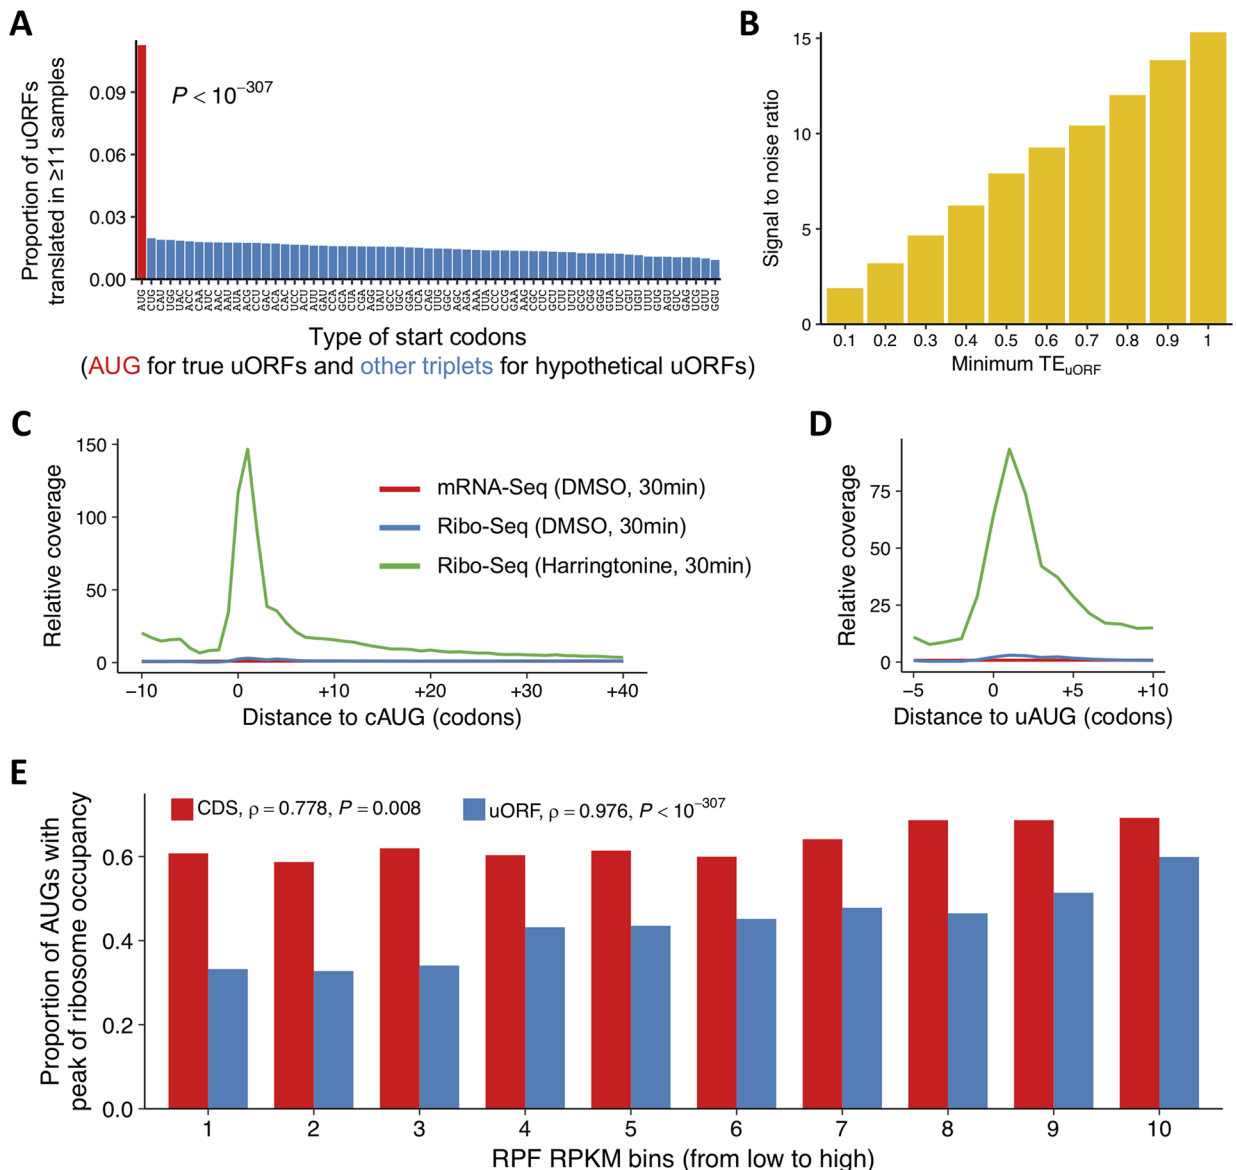 A
Proportion of uORFs
translated in ≥11 samples
0.09
0.06
0.03
0.00
P < 10⁻³⁰⁷
Type of start codons
(AUG for true uORFs and other triplets for hypothetical uORFs)
B
Signal to noise ratio
15
10
5
0
0.1 0.2 0.3 0.4 0.5 0.6 0.7 0.8 0.9 1
Minimum TEuORF
C
Relative coverage
150
100
50
0
−10 0 +10 +20 +30 +40
Distance to cAUG (codons)
mRNA-Seq (DMSO, 30min)
Ribo-Seq (DMSO, 30min)
Ribo-Seq (Harringtonine, 30min)
D
Relative coverage
75
50
25
0
−5 0 +5 +10
Distance to uAUG (codons)
E
Proportion of AUGs with
peak of ribosome occupancy
0.6
0.4
0.2
0.0
CDS, ρ = 0.778, P = 0.008
uORF, ρ = 0.976, P < 10⁻³⁰⁷
1 2 3 4 5 6 7 8 9 10
RPF RPKM bins (from low to high)